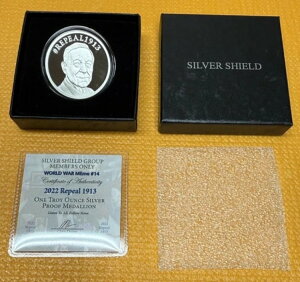 #REPEAL1913
SILVER SHIELD
SILVER SHIELD GROUP
MEMBERS ONLY
WORLD WAR MEme #14
Certificate of Authenticity
2022 Repeal 1913
ONE TROY OUNCE SILVER
PROOF MEDALLION